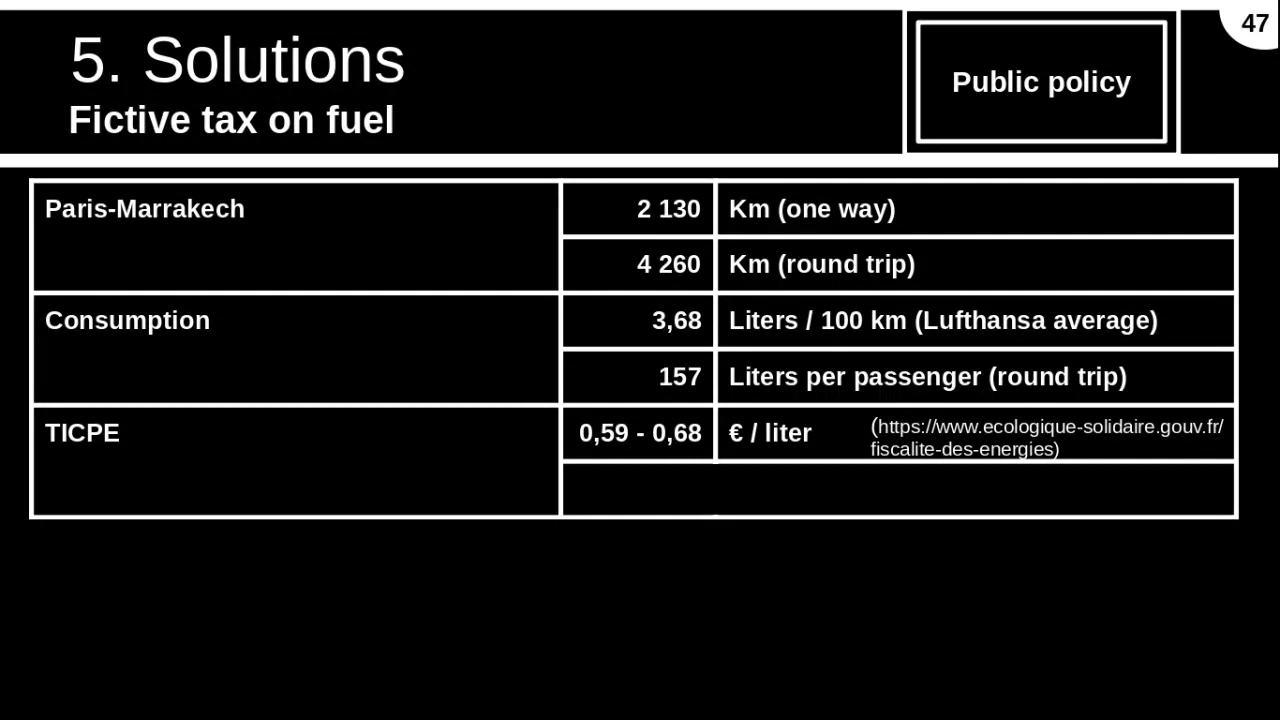 47
5. Solutions
Fictive tax on fuel
Public policy
Paris-Marrakech 2 130 Km (one way)
4 260 Km (round trip)
Consumption 3,68 Liters / 100 km (Lufthansa average)
157 Liters per passenger (round trip)
TICPE 0,59 - 0,68 € / liter (https://www.ecologique-solidaire.gouv.fr/
fiscalite-des-energies)